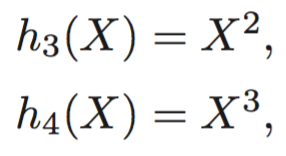 h₃(X) = X²,
h₄(X) = X³,